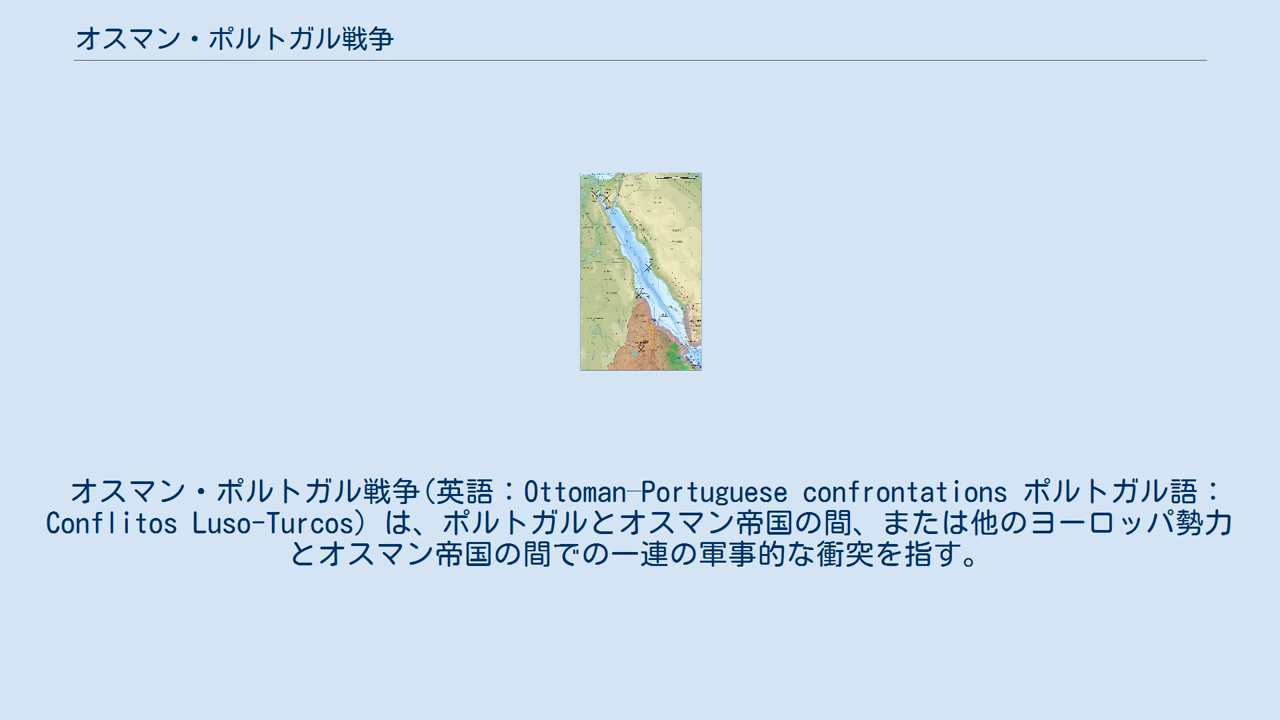 オスマン・ポルトガル戦争
オスマン・ポルトガル戦争(英語：Ottoman–Portuguese confrontations ポルトガル語：
Conflitos Luso-Turcos) は、ポルトガルとオスマン帝国の間、または他のヨーロッパ勢力
とオスマン帝国の間での一連の軍事的な衝突を指す。